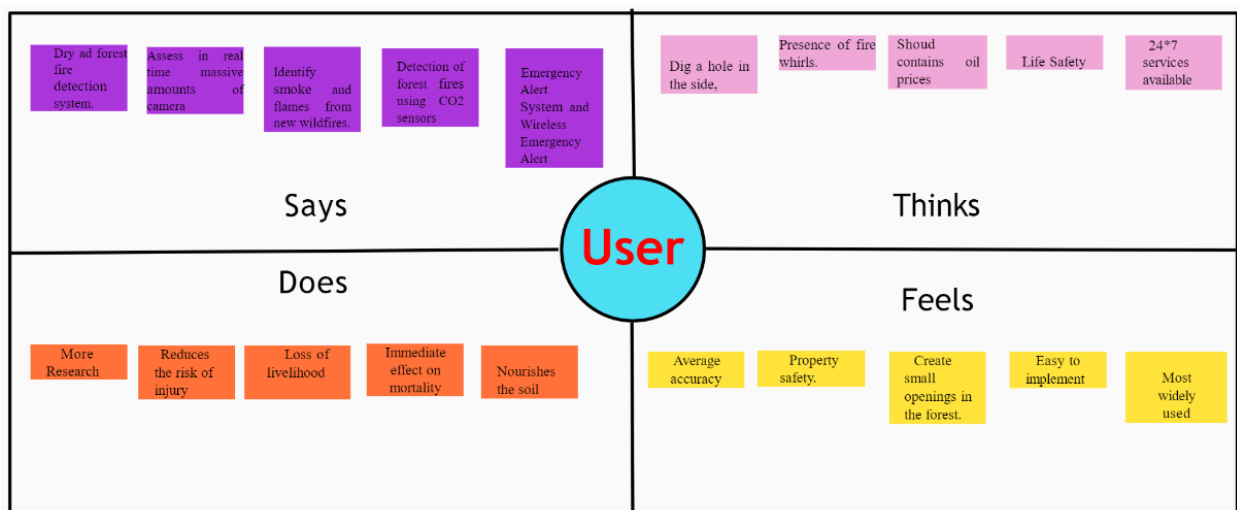 Dry ad forest
fire
detection
system.
Assess in real
time massive
amounts of
camera
Identify
smoke and
flames from
new wildfires.
Detection of
forest fires
using CO2
sensors
Emergency
Alert
System and
Wireless
Emergency
Alert
Says
Dig a hole in
the side,
Presence of fire
whirls.
Shoud
contains oil
prices
Life Safety
24*7
services
available
Thinks
User
Does
More
Research
Reduces
the risk of
injury
Loss of
livelihood
Immediate
effect on
mortality
Nourishes
the soil
Feels
Average
accuracy
Property
safety.
Create
small
openings in
the forest.
Easy to
implement
Most
widely
used